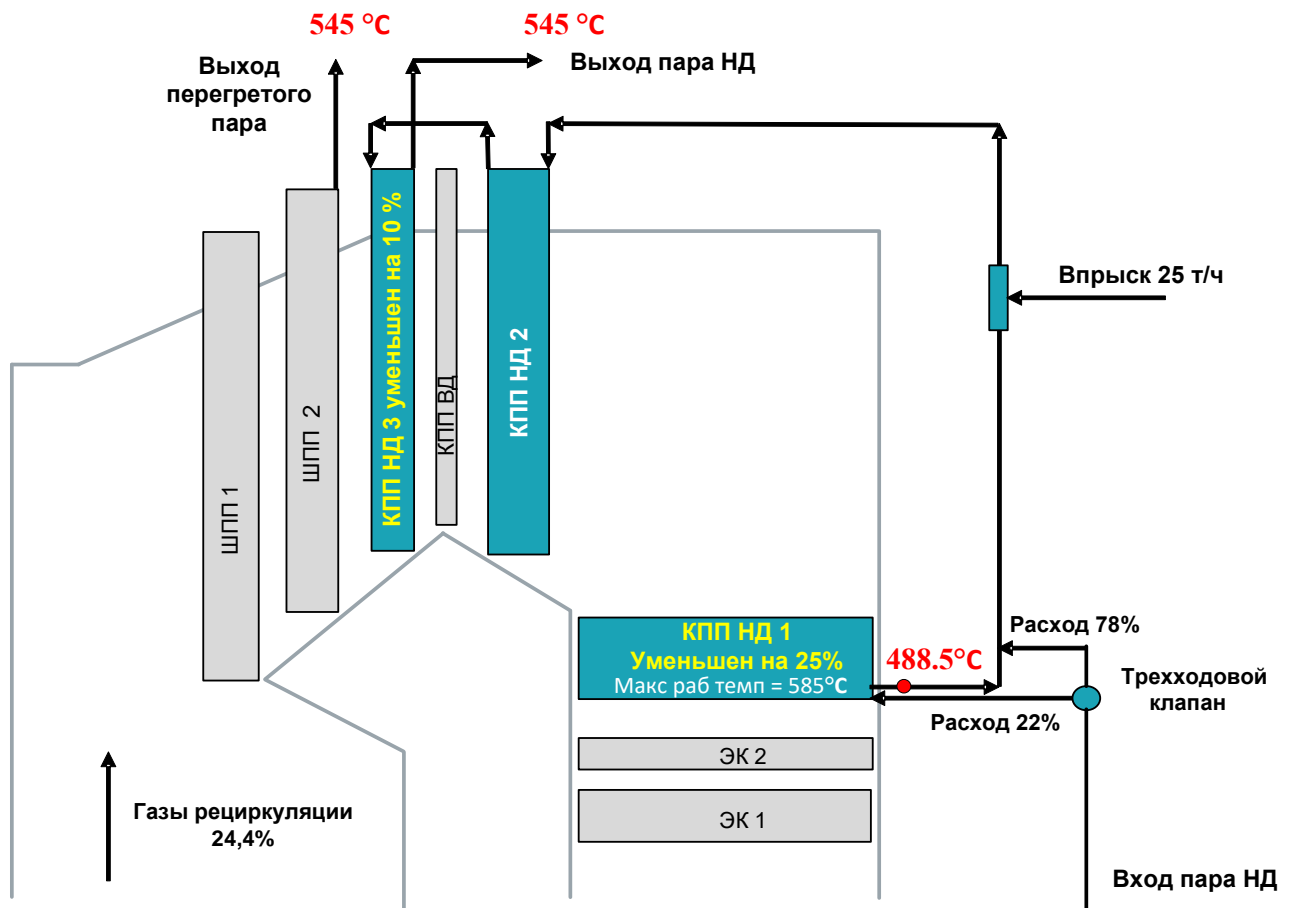 545 °C
545 °C
Выход
перегретого
пара
Выход пара НД
Впрыск 25 т/ч
ШПП 1
ШПП 2
КПП НД 3 уменьшен на 10 %
КПП ВД
КПП НД 2
КПП НД 1
Уменьшен на 25%
Макс раб темп = 585°С
488.5°С
Расход 78%
Трехходовой
клапан
Расход 22%
ЭК 2
ЭК 1
Газы рециркуляции
24,4%
Вход пара НД